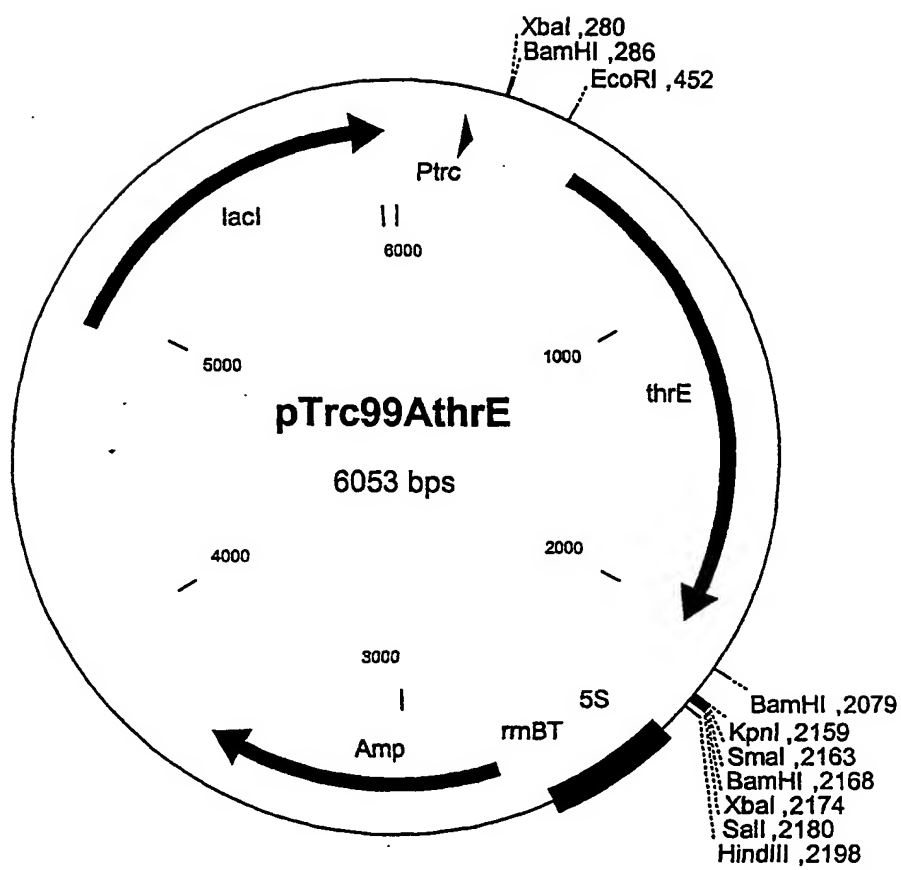 XbaI ,280
BamHI ,286
EcoRI ,452
Ptrc
lacI
6000
1000
5000
thrE
pTrc99AthrE
6053 bps
2000
4000
3000
5S
rrnBT
Amp
BamHI ,2079
KpnI ,2159
SmaI ,2163
BamHI ,2168
XbaI ,2174
SalI ,2180
HindIII ,2198